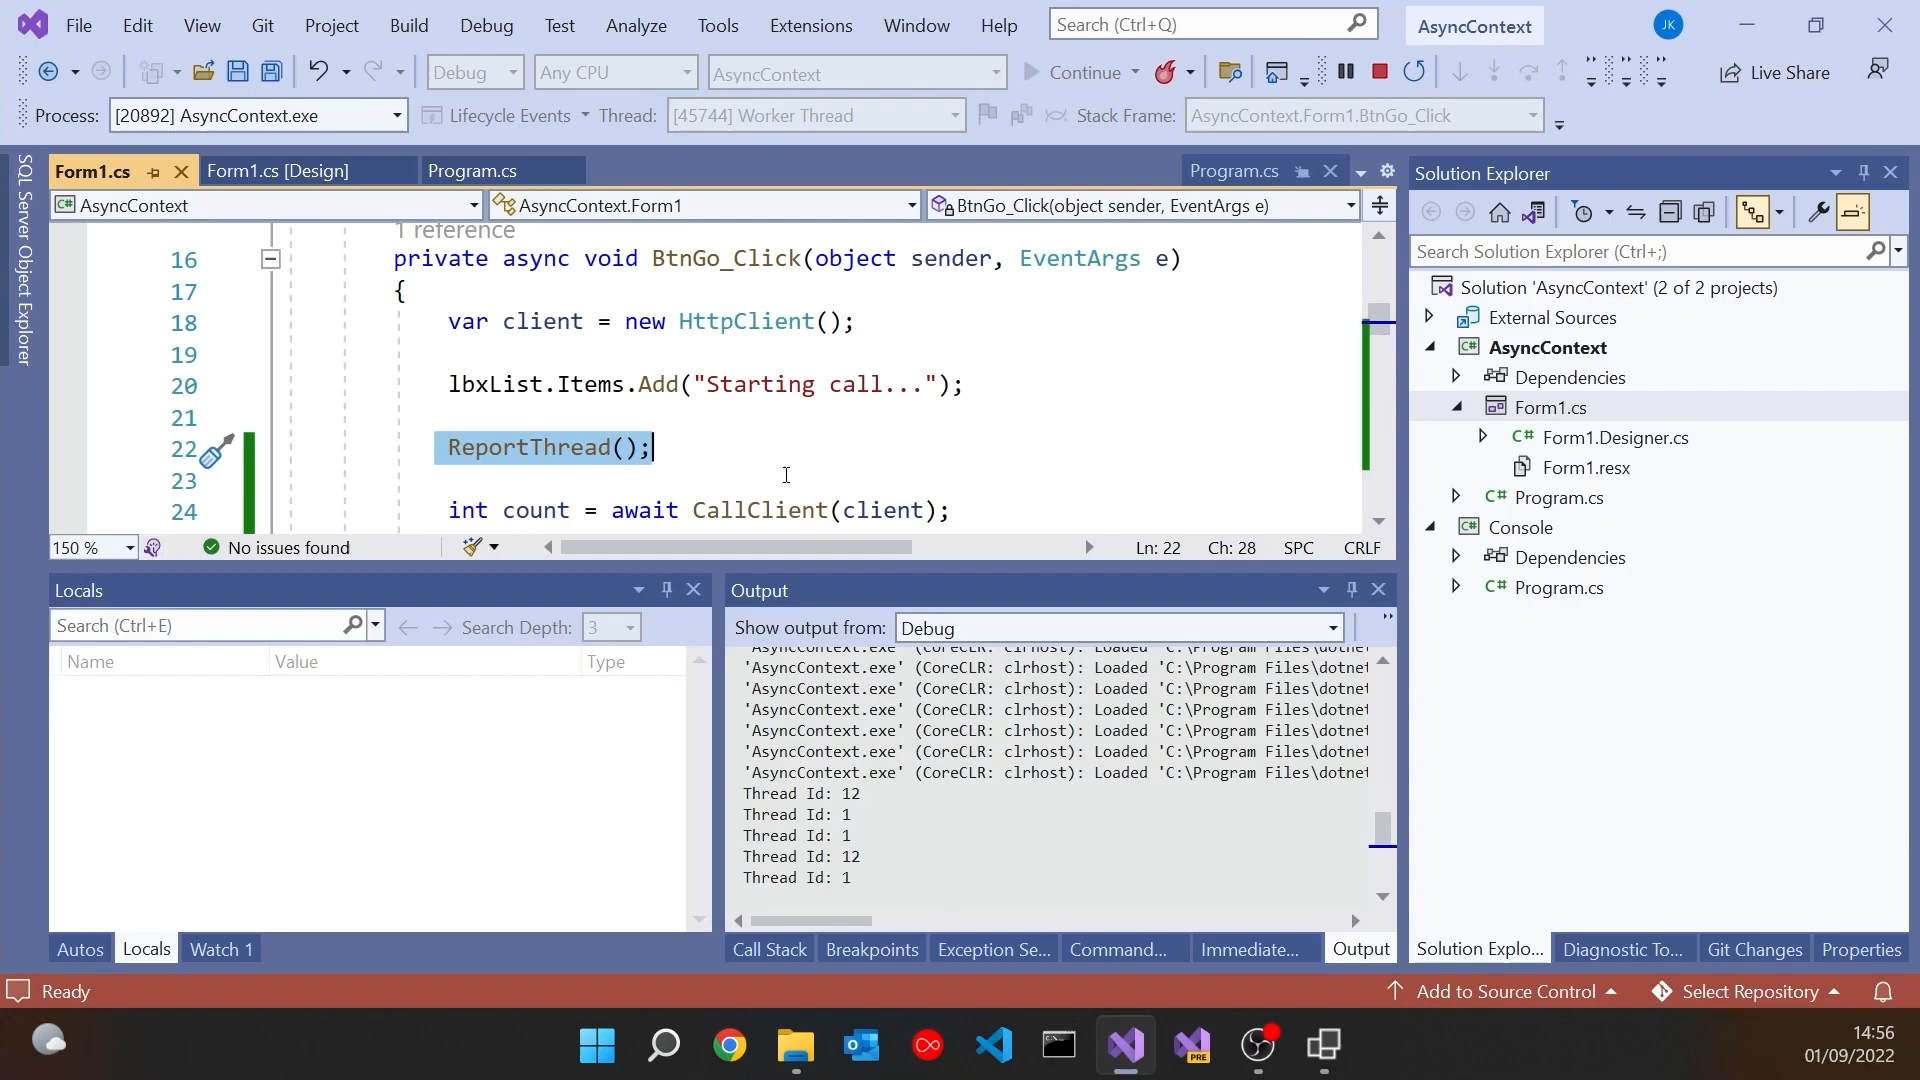 File Edit View Git Project Build Debug Test Analyze Tools Extensions Window Help Search (Ctrl+Q) AsyncContext JK
Debug Any CPU AsyncContext Continue Live Share
Process: [20892] AsyncContext.exe Lifecycle Events Thread: [45744] Worker Thread Stack Frame: AsyncContext.Form1.BtnGo_Click
SQL Server Object Explorer
Form1.cs Form1.cs [Design] Program.cs Program.cs
AsyncContext AsyncContext.Form1 BtnGo_Click(object sender, EventArgs e)
1 reference
16 private async void BtnGo_Click(object sender, EventArgs e)
17 {
18 var client = new HttpClient();
19
20 lbxList.Items.Add("Starting call...");
21
22 ReportThread();
23
24 int count = await CallClient(client);
150 % No issues found Ln: 22 Ch: 28 SPC CRLF
Locals
Search (Ctrl+E) Search Depth: 3
Name Value Type
Autos Locals Watch 1
Output
Show output from: Debug
'AsyncContext.exe' (CoreCLR: clrhost): Loaded 'C:\Program Files\dotnet
'AsyncContext.exe' (CoreCLR: clrhost): Loaded 'C:\Program Files\dotnet
'AsyncContext.exe' (CoreCLR: clrhost): Loaded 'C:\Program Files\dotnet
'AsyncContext.exe' (CoreCLR: clrhost): Loaded 'C:\Program Files\dotnet
'AsyncContext.exe' (CoreCLR: clrhost): Loaded 'C:\Program Files\dotnet
'AsyncContext.exe' (CoreCLR: clrhost): Loaded 'C:\Program Files\dotnet
'AsyncContext.exe' (CoreCLR: clrhost): Loaded 'C:\Program Files\dotnet
Thread Id: 12
Thread Id: 1
Thread Id: 1
Thread Id: 12
Thread Id: 1
Call Stack Breakpoints Exception Se... Command... Immediate... Output
Solution Explorer
Search Solution Explorer (Ctrl+;)
Solution 'AsyncContext' (2 of 2 projects)
External Sources
C# AsyncContext
Dependencies
Form1.cs
C# Form1.Designer.cs
Form1.resx
C# Program.cs
C# Console
Dependencies
C# Program.cs
Solution Explo... Diagnostic To... Git Changes Properties
Ready Add to Source Control Select Repository
PRE
14:56
01/09/2022